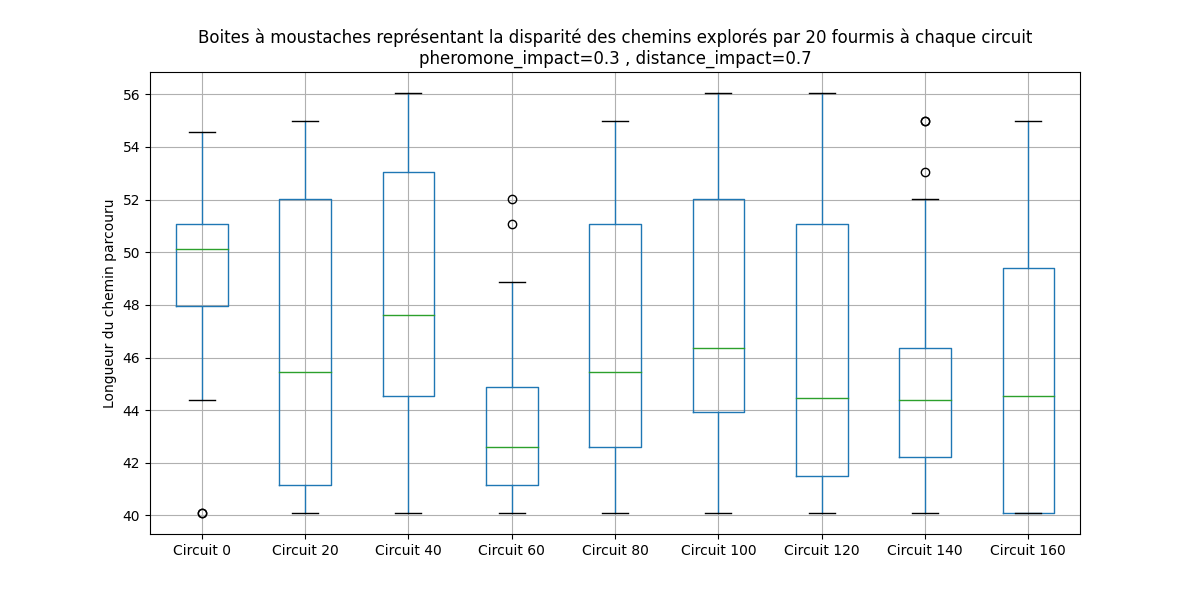 Boites à moustaches représentant la disparité des chemins explorés par 20 fourmis à chaque circuit
pheromone_impact=0.3 , distance_impact=0.7
Longueur du chemin parcouru
56
54
52
50
48
46
44
42
40
Circuit 0
Circuit 20
Circuit 40
Circuit 60
Circuit 80
Circuit 100
Circuit 120
Circuit 140
Circuit 160